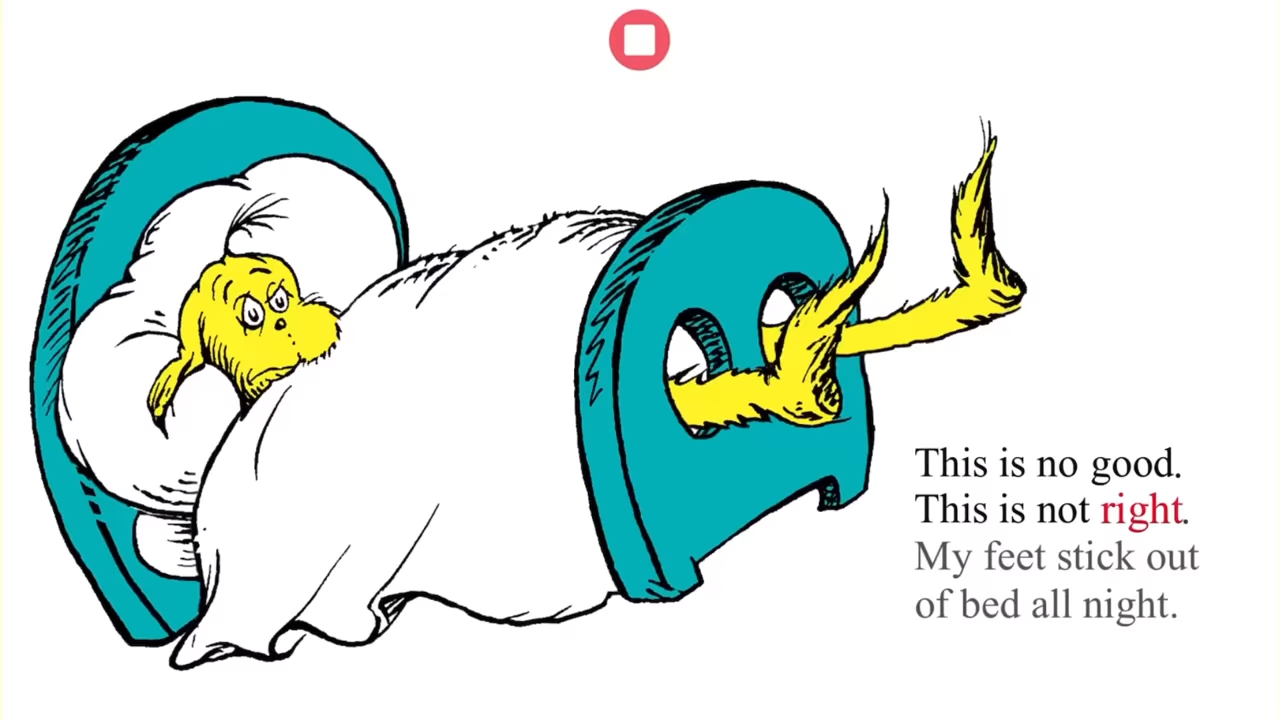 This is no good.
This is not right.
My feet stick out
of bed all night.